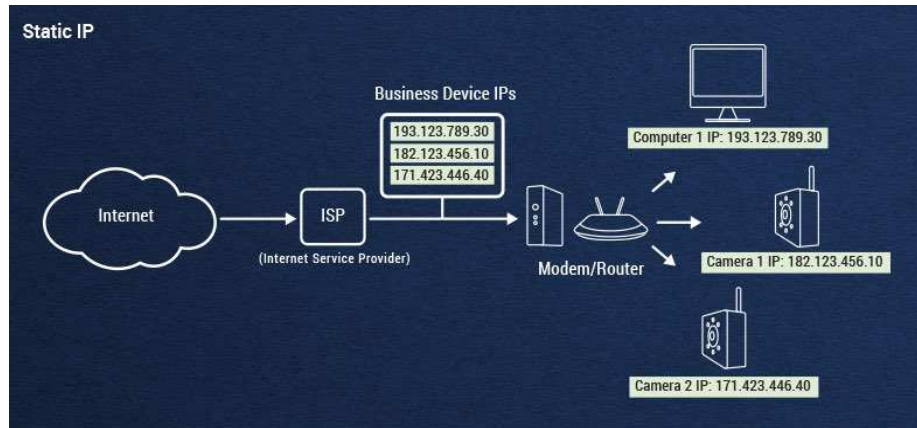 Static IP
Business Device IPs
193.123.789.30
182.123.456.10
171.423.446.40
Internet
ISP
(Internet Service Provider)
Modem/Router
Computer 1 IP: 193.123.789.30
Camera 1 IP: 182.123.456.10
Camera 2 IP: 171.423.446.40